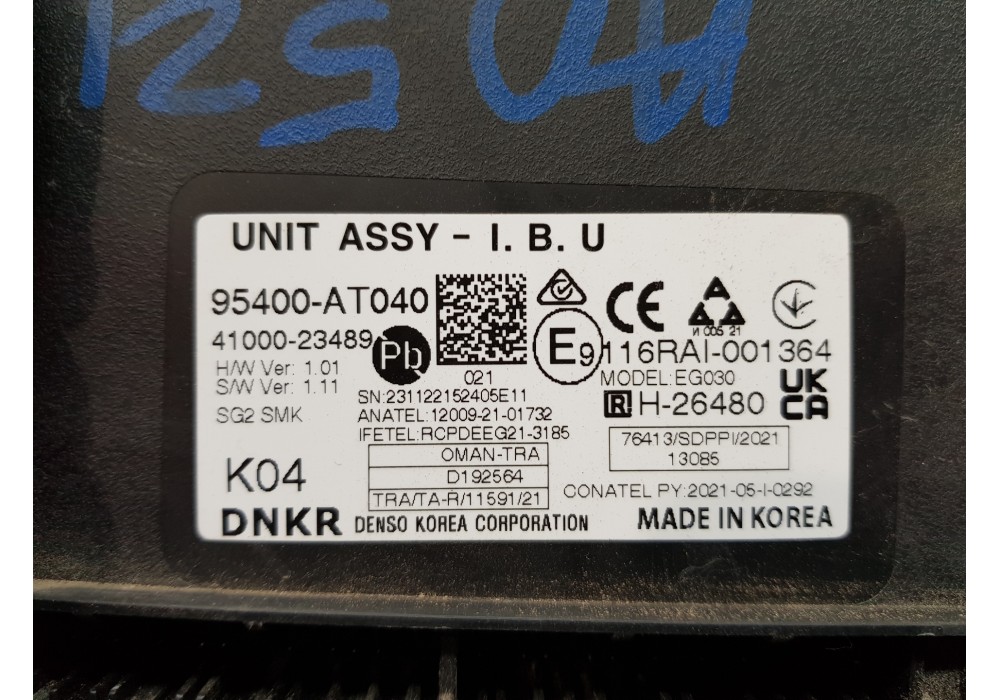 UNIT ASSY - I. B. U
95400-AT040
41000-23489
Pb
H/W Ver: 1.01
S/W Ver: 1.11
SG2 SMK
K04
DNKR
021
SN:231122152405E11
ANATEL:12009-21-01732
IFETEL:RCPDEEG21-3185
OMAN-TRA
D192564
TRA/TA-R/11591/21
DENSO KOREA CORPORATION
CE
И 005 21
E9 116RAI-001364
MODEL:EG030
R H-26480
UK
CA
76413/SDPPI/2021
13085
CONATEL PY:2021-05-I-0292
MADE IN KOREA